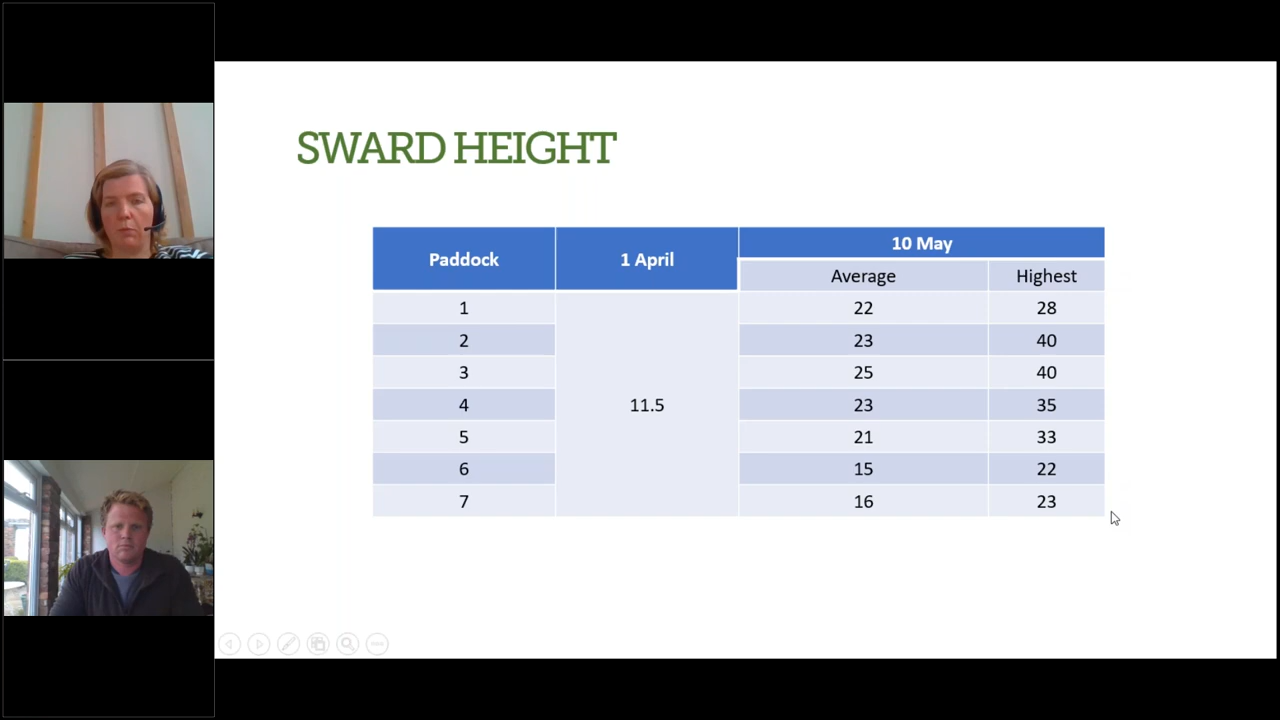 SWARD HEIGHT
Paddock 1 April 10 May
Average Highest
1 22 28
2 23 40
3 25 40
4 11.5 23 35
5 21 33
6 15 22
7 16 23